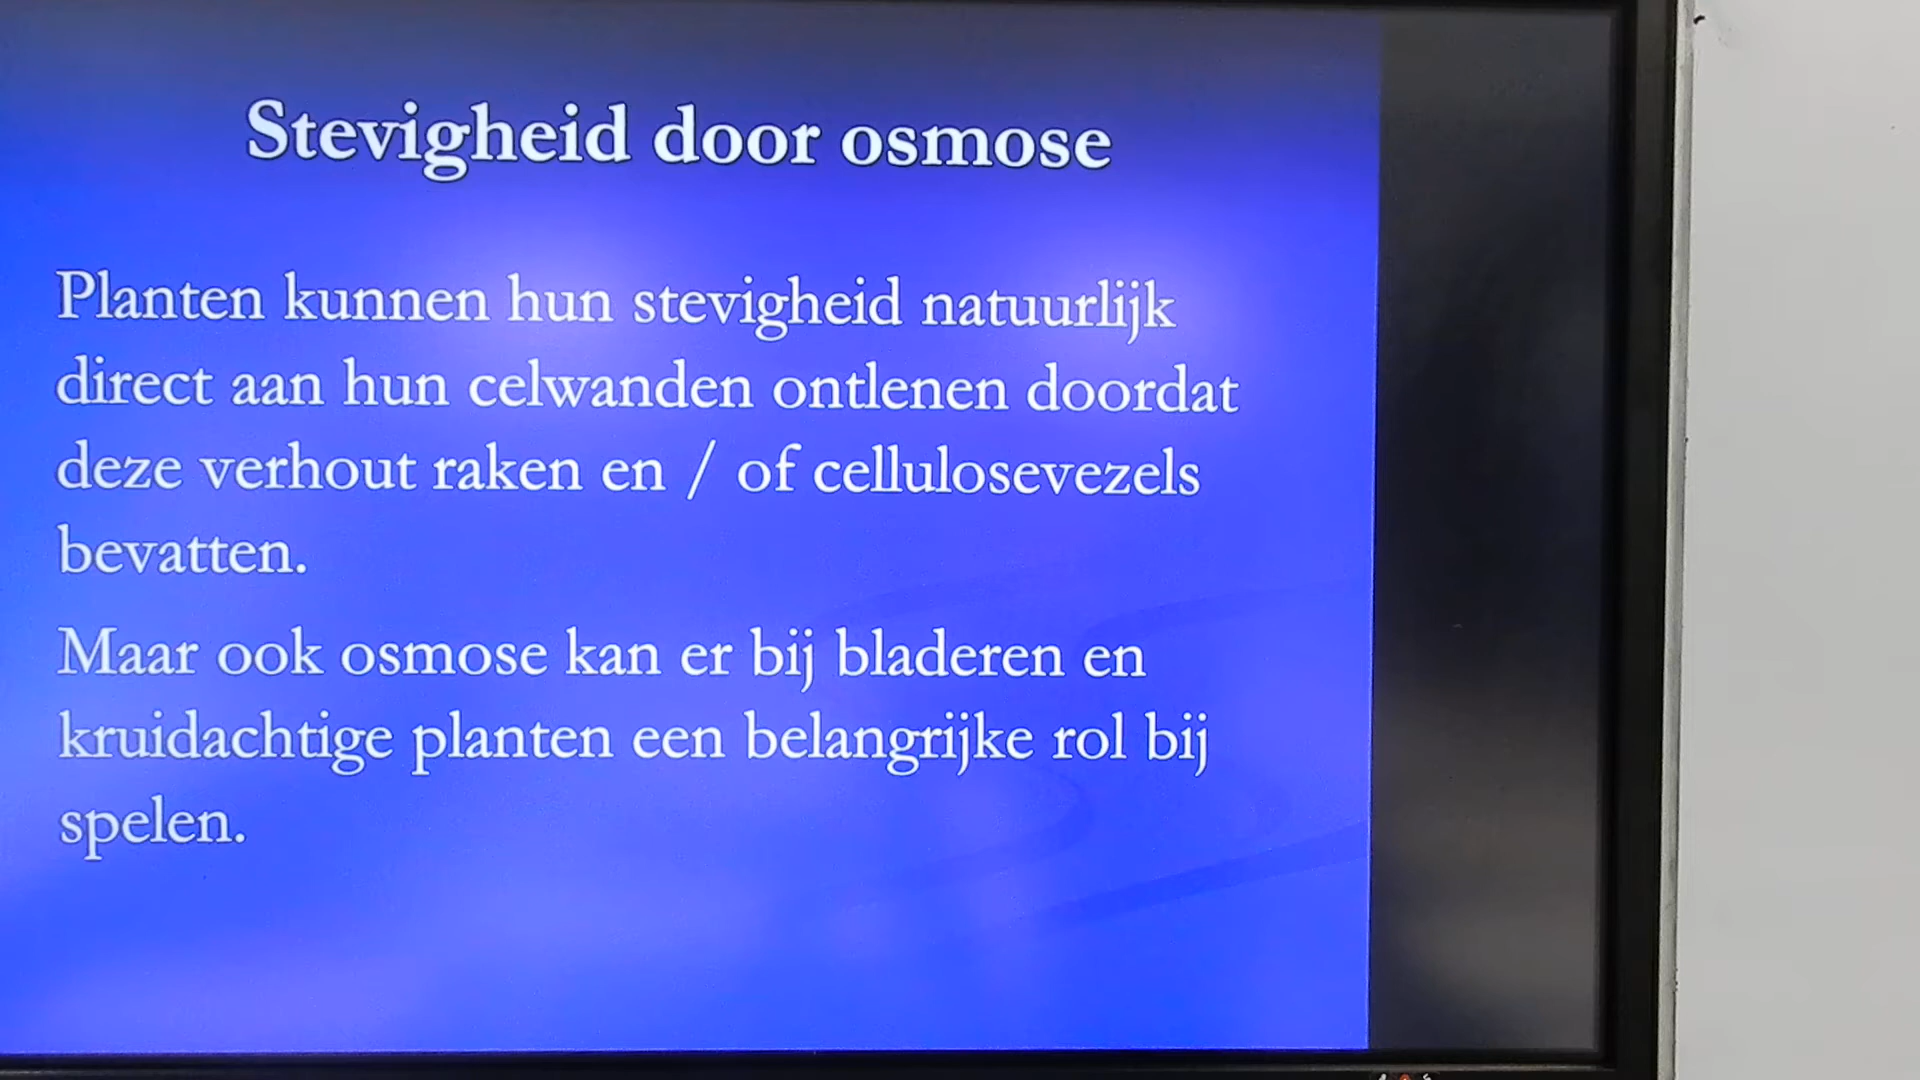 Stevigheid door osmose
Planten kunnen hun stevigheid natuurlijk
direct aan hun celwanden ontlenen doordat
deze verhout raken en / of cellulosevezels
bevatten.
Maar ook osmose kan er bij bladeren en
kruidachtige planten een belangrijke rol bij
spelen.